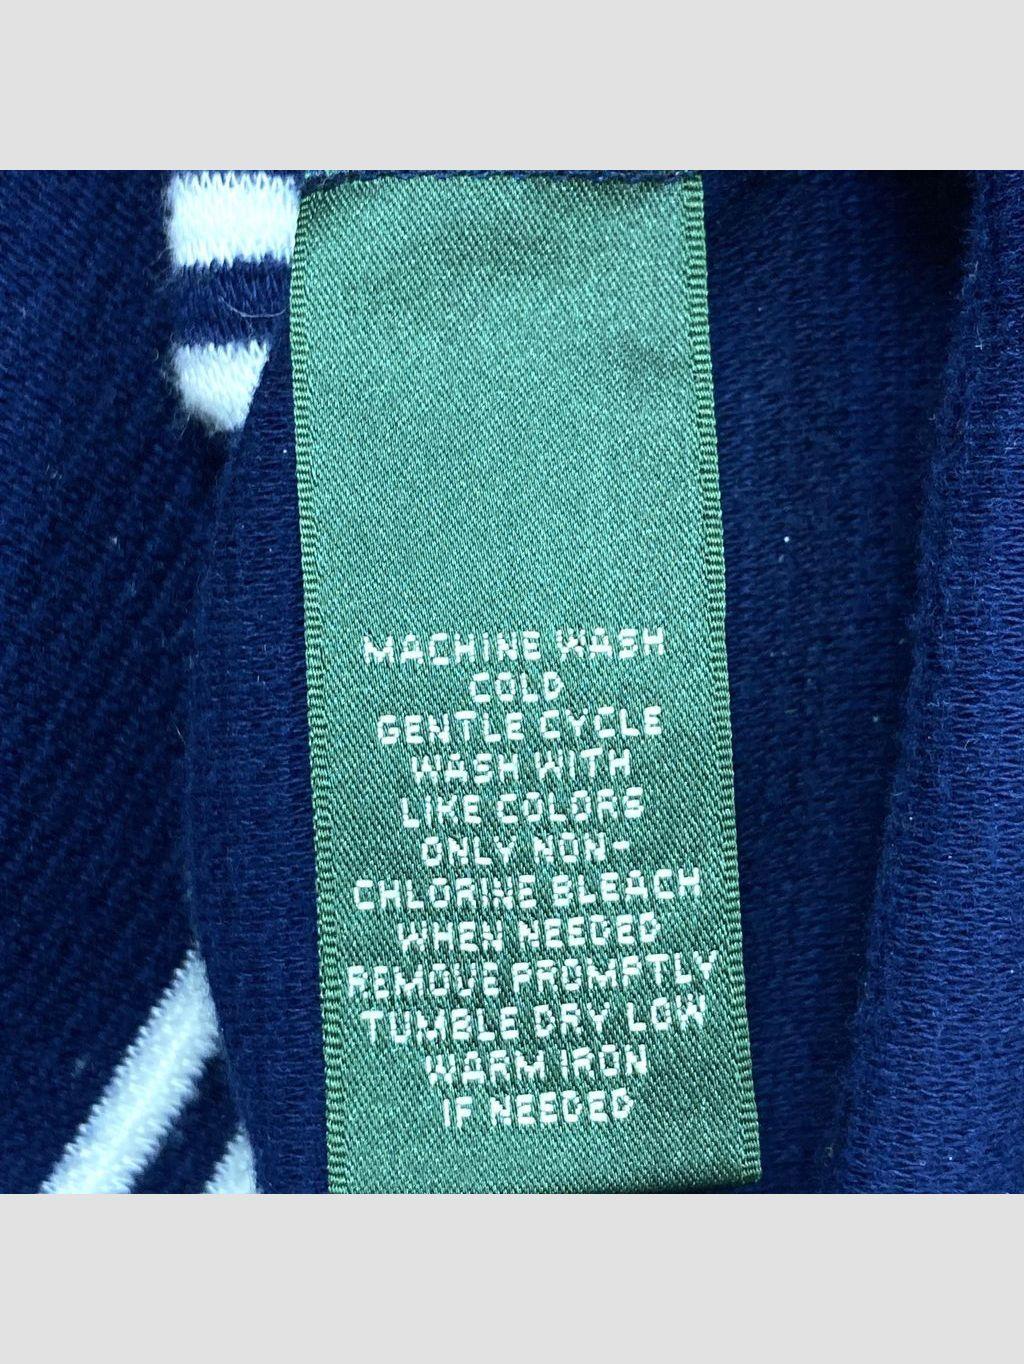 MACHINE WASH
COLD
GENTLE CYCLE
WASH WITH
LIKE COLORS
ONLY NON-
CHLORINE BLEACH
WHEN NEEDED
REMOVE PROMPTLY
TUMBLE DRY LOW
WARM IRON
IF NEEDED